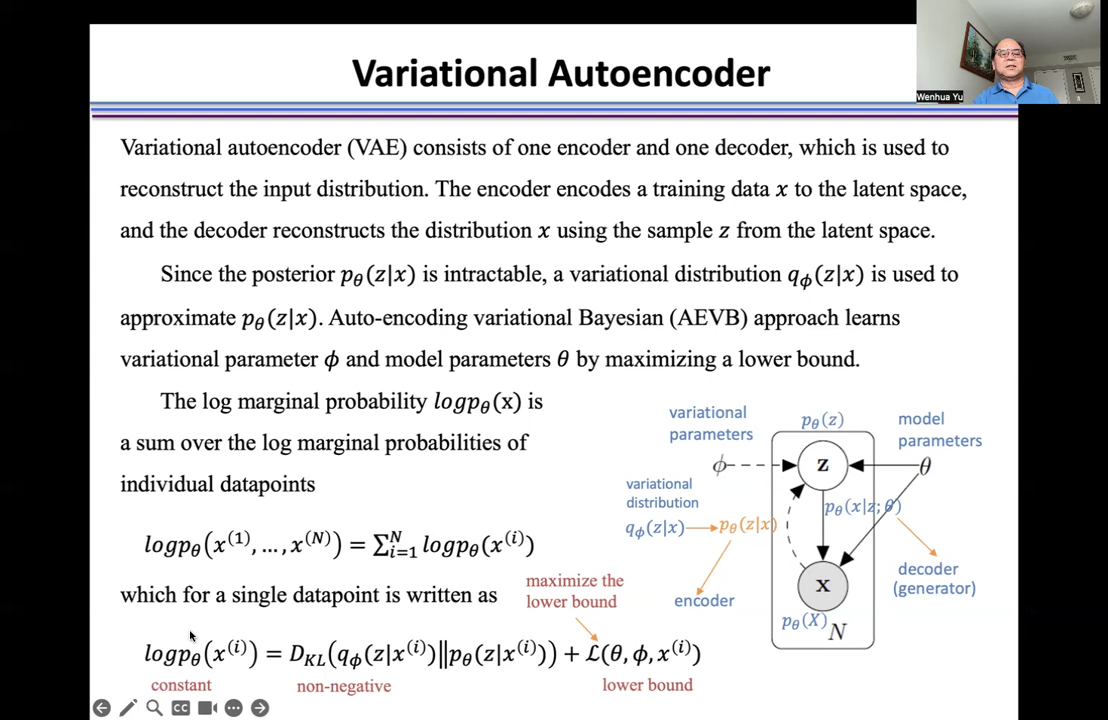 Variational Autoencoder
Wenhua Yu
Variational autoencoder (VAE) consists of one encoder and one decoder, which is used to
reconstruct the input distribution. The encoder encodes a training data x to the latent space,
and the decoder reconstructs the distribution x using the sample z from the latent space.
Since the posterior pθ(z|x) is intractable, a variational distribution qϕ(z|x) is used to
approximate pθ(z|x). Auto-encoding variational Bayesian (AEVB) approach learns
variational parameter ϕ and model parameters θ by maximizing a lower bound.
The log marginal probability logpθ(x) is
a sum over the log marginal probabilities of
individual datapoints
logpθ(x⁽¹⁾, …, x⁽ᴺ⁾) = ∑ᴺᵢ₌₁ logpθ(x⁽ⁱ⁾)
which for a single datapoint is written as
logpθ(x⁽ⁱ⁾) = DKL(qϕ(z|x⁽ⁱ⁾)||pθ(z|x⁽ⁱ⁾)) + ℒ(θ, ϕ, x⁽ⁱ⁾)
constant
non-negative
lower bound
maximize the
lower bound
variational
parameters
pθ(z)
model
parameters
ϕ
z
θ
variational
distribution
qϕ(z|x)
pθ(z|x)
pθ(x|z; θ)
encoder
decoder
(generator)
x
pθ(X)
N
CC